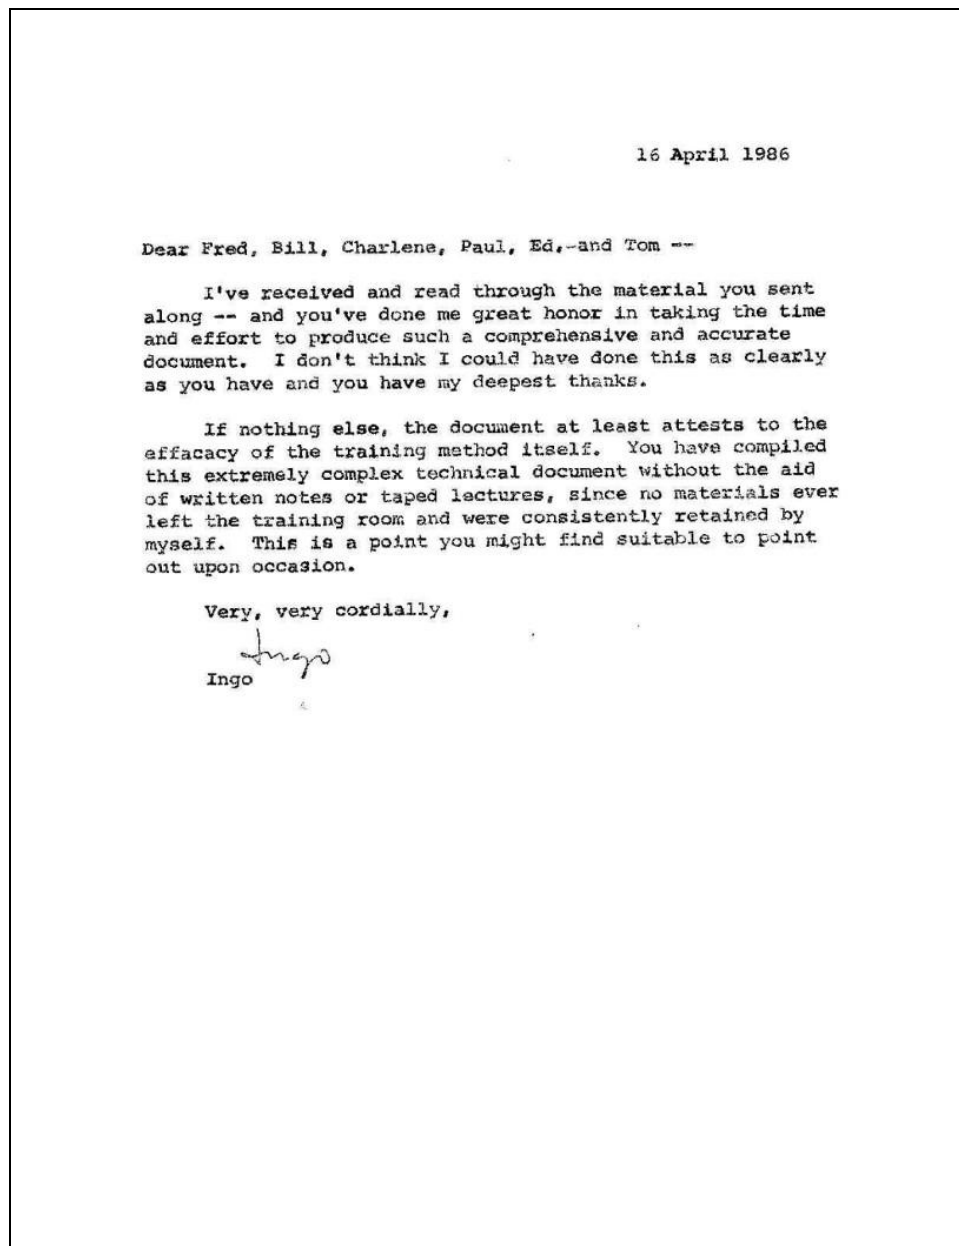 16 April 1986
Dear Fred, Bill, Charlene, Paul, Ed,-and Tom --
I've received and read through the material you sent
along -- and you've done me great honor in taking the time
and effort to produce such a comprehensive and accurate
document. I don't think I could have done this as clearly
as you have and you have my deepest thanks.
If nothing else, the document at least attests to the
effacacy of the training method itself. You have compiled
this extremely complex technical document without the aid
of written notes or taped lectures, since no materials ever
left the training room and were consistently retained by
myself. This is a point you might find suitable to point
out upon occasion.
Very, very cordially,
Ingo
Ingo